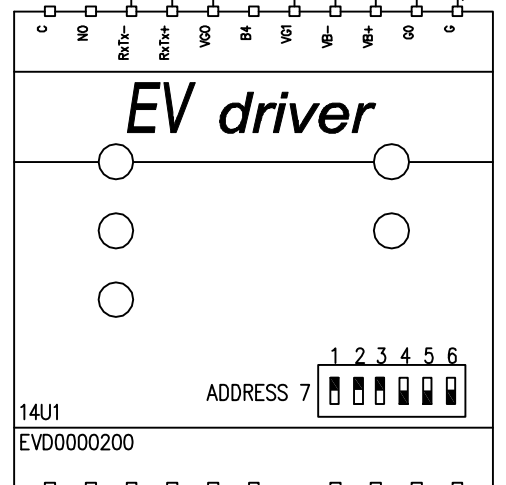 C NO RxTx- RxTx+ VG0 B4 VG1 VB- VB+ G0 G
EV driver
1 2 3 4 5 6
ADDRESS 7
14U1
EVD0000200